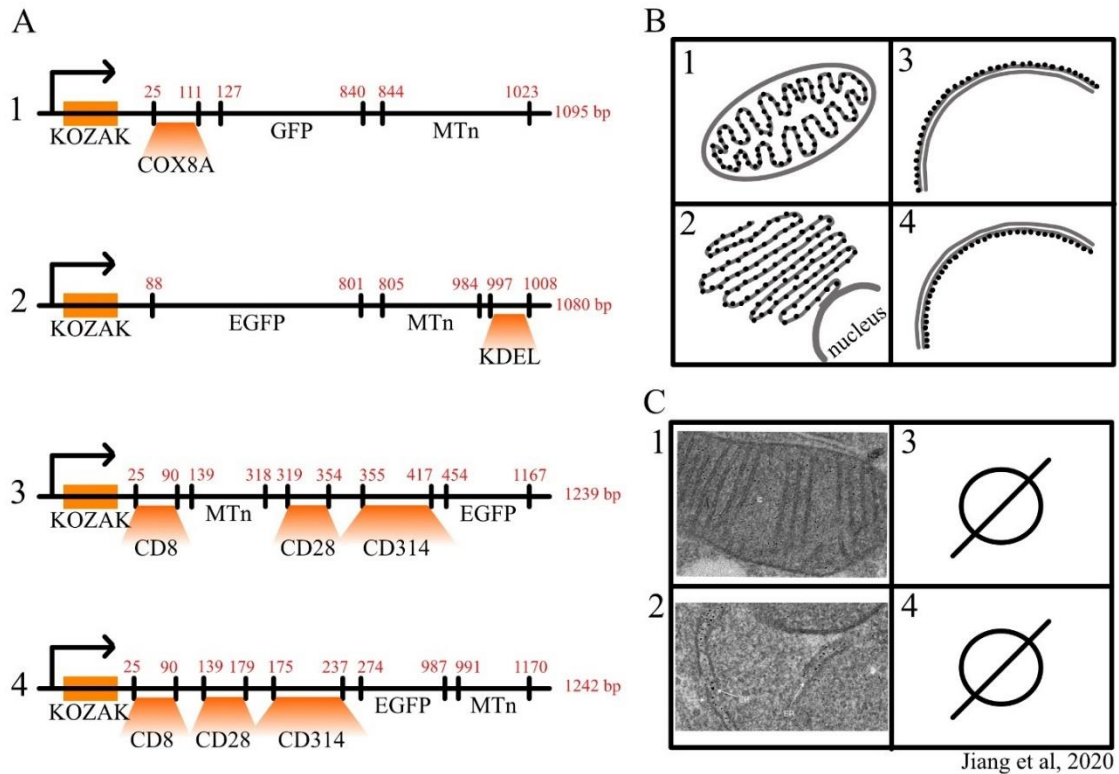 A
1
25 111 127 840 844 1023
KOZAK
COX8A
GFP
MTn
1095 bp
2
88 801 805 984 997 1008
KOZAK
EGFP
MTn
KDEL
1080 bp
3
25 90 139 318 319 354 355 417 454 1167
KOZAK
CD8
MTn
CD28
CD314
EGFP
1239 bp
4
25 90 139 179 175 237 274 987 991 1170
KOZAK
CD8
CD28
CD314
EGFP
MTn
1242 bp
B
1
3
2
nucleus
4
C
1
3
2
4
Jiang et al, 2020